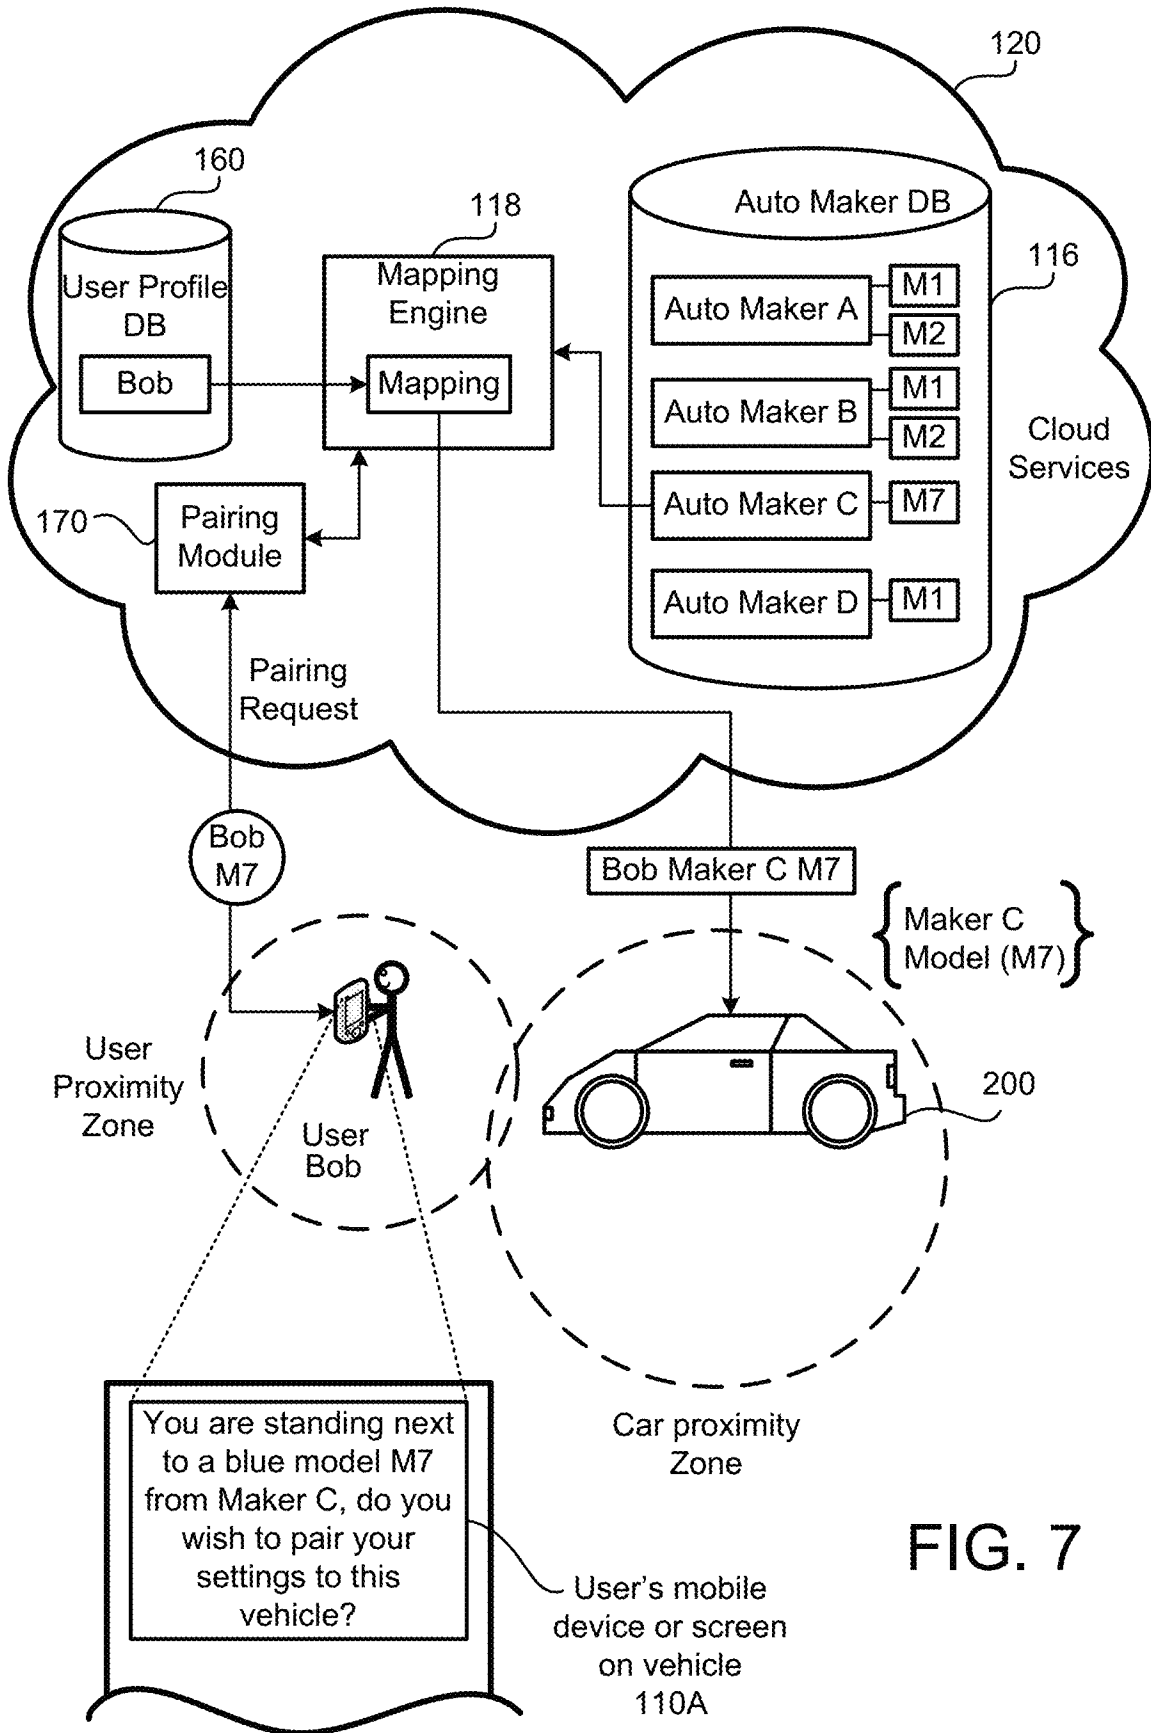 120
160
118
Auto Maker DB
116
User Profile
DB
Bob
Mapping
Engine
Mapping
Auto Maker A
M1
M2
Auto Maker B
M1
M2
Auto Maker C
M7
Auto Maker D
M1
Cloud
Services
170
Pairing
Module
Pairing
Request
Bob
M7
Bob Maker C M7
Maker C
Model (M7)
User
Proximity
Zone
User
Bob
200
Car proximity
Zone
You are standing next
to a blue model M7
from Maker C, do you
wish to pair your
settings to this
vehicle?
User's mobile
device or screen
on vehicle
110A
FIG. 7